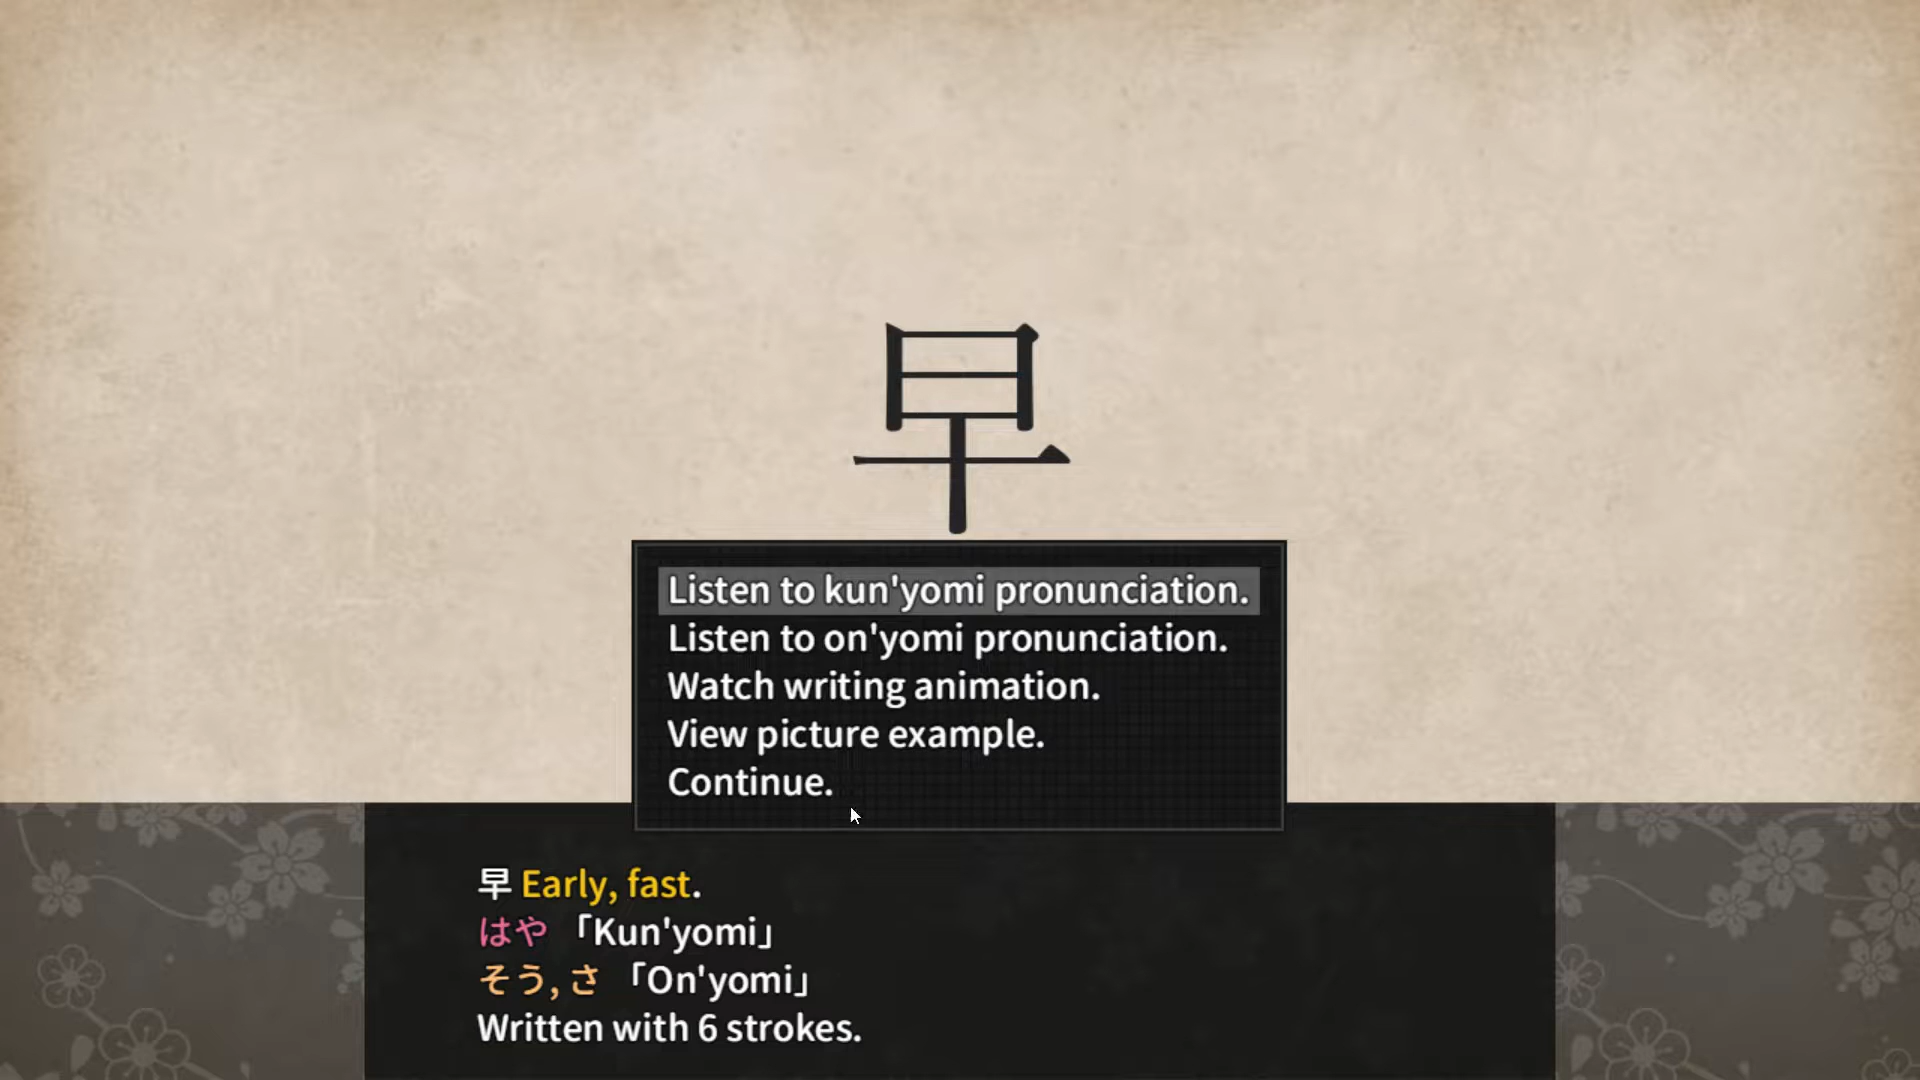 早
Listen to kun'yomi pronunciation.
Listen to on'yomi pronunciation.
Watch writing animation.
View picture example.
Continue.
早 Early, fast.
はや 「Kun'yomi」
そう, さ 「On'yomi」
Written with 6 strokes.